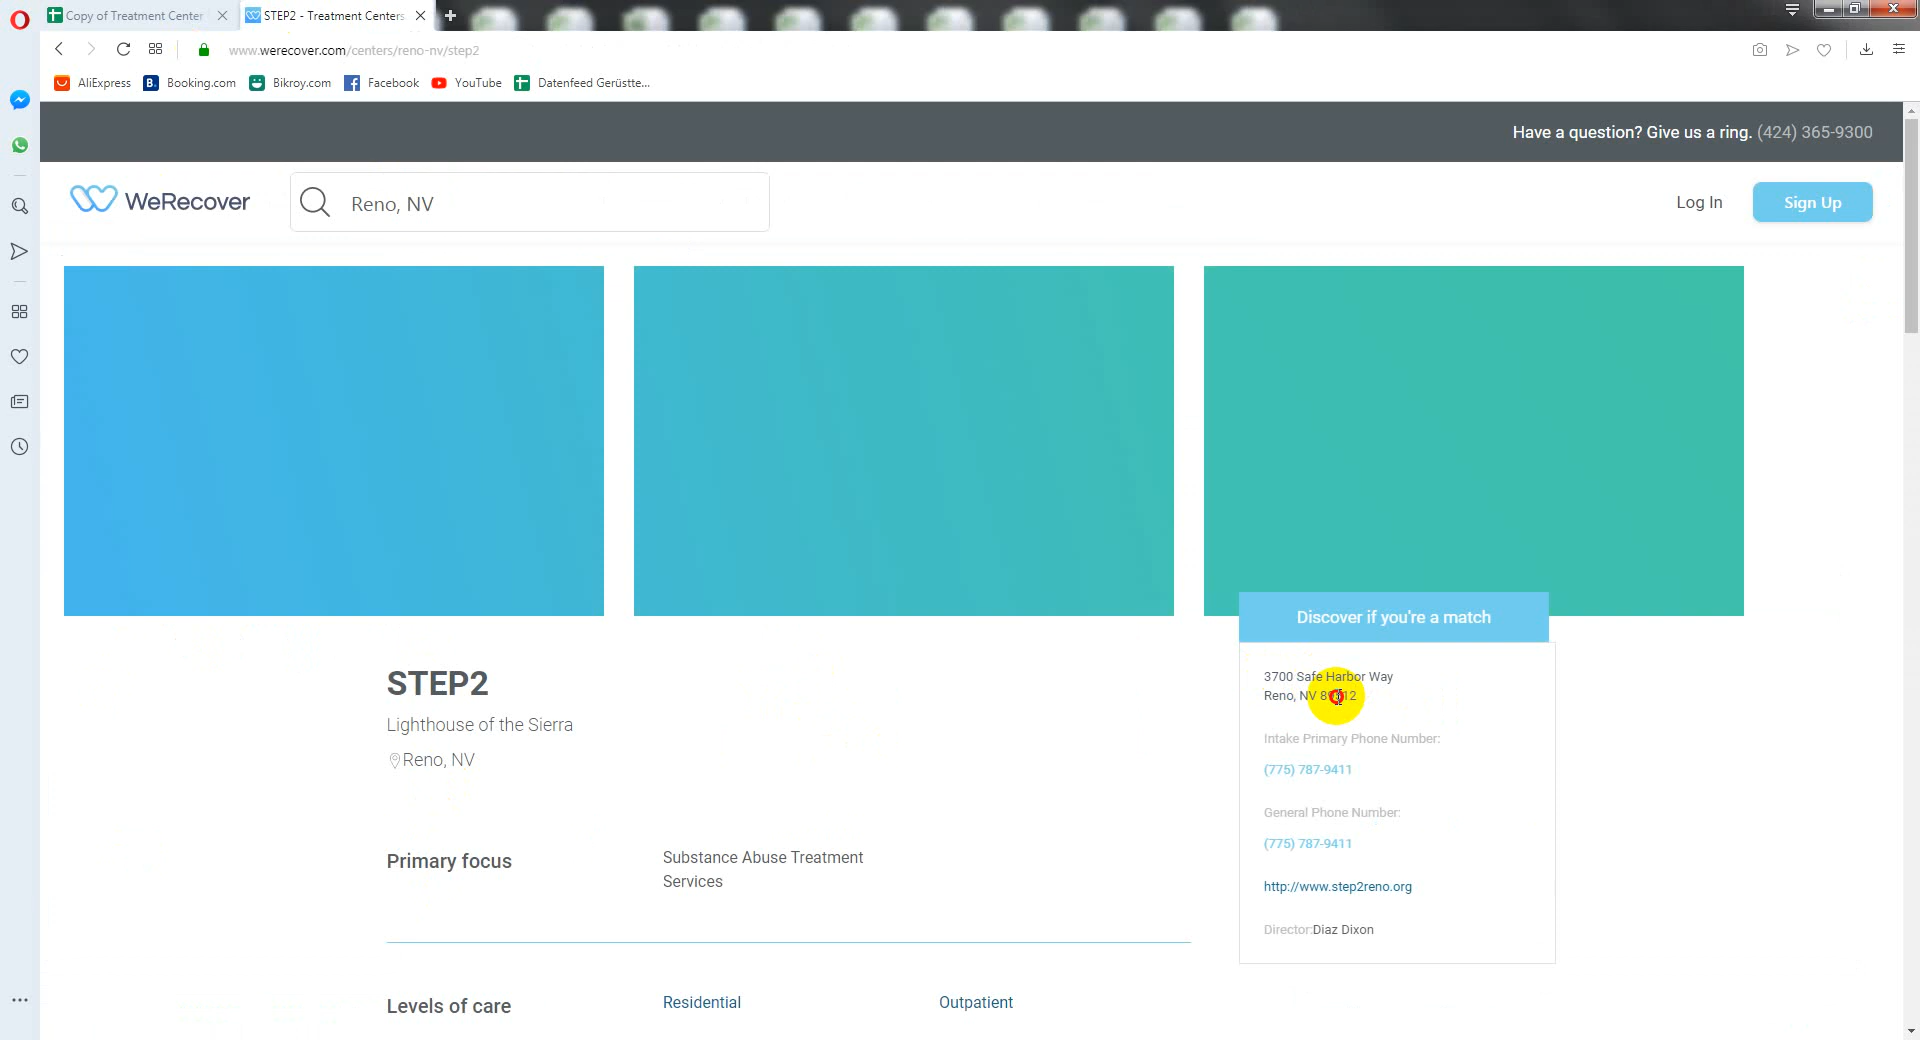 Copy of Treatment Center
STEP2 - Treatment Centers
www.werecover.com/centers/reno-nv/step2
AliExpress
B. Booking.com
Bikroy.com
Facebook
YouTube
Datenfeed Gerüstte...
Have a question? Give us a ring. (424) 365-9300
WeRecover
Reno, NV
Log In
Sign Up
Discover if you're a match
STEP2
Lighthouse of the Sierra
Reno, NV
3700 Safe Harbor Way
Reno, NV
Intake Primary Phone Number:
(775) 787-9411
General Phone Number:
(775) 787-9411
http://www.step2reno.org
Director:Diaz Dixon
Primary focus
Substance Abuse Treatment
Services
Levels of care
Residential
Outpatient